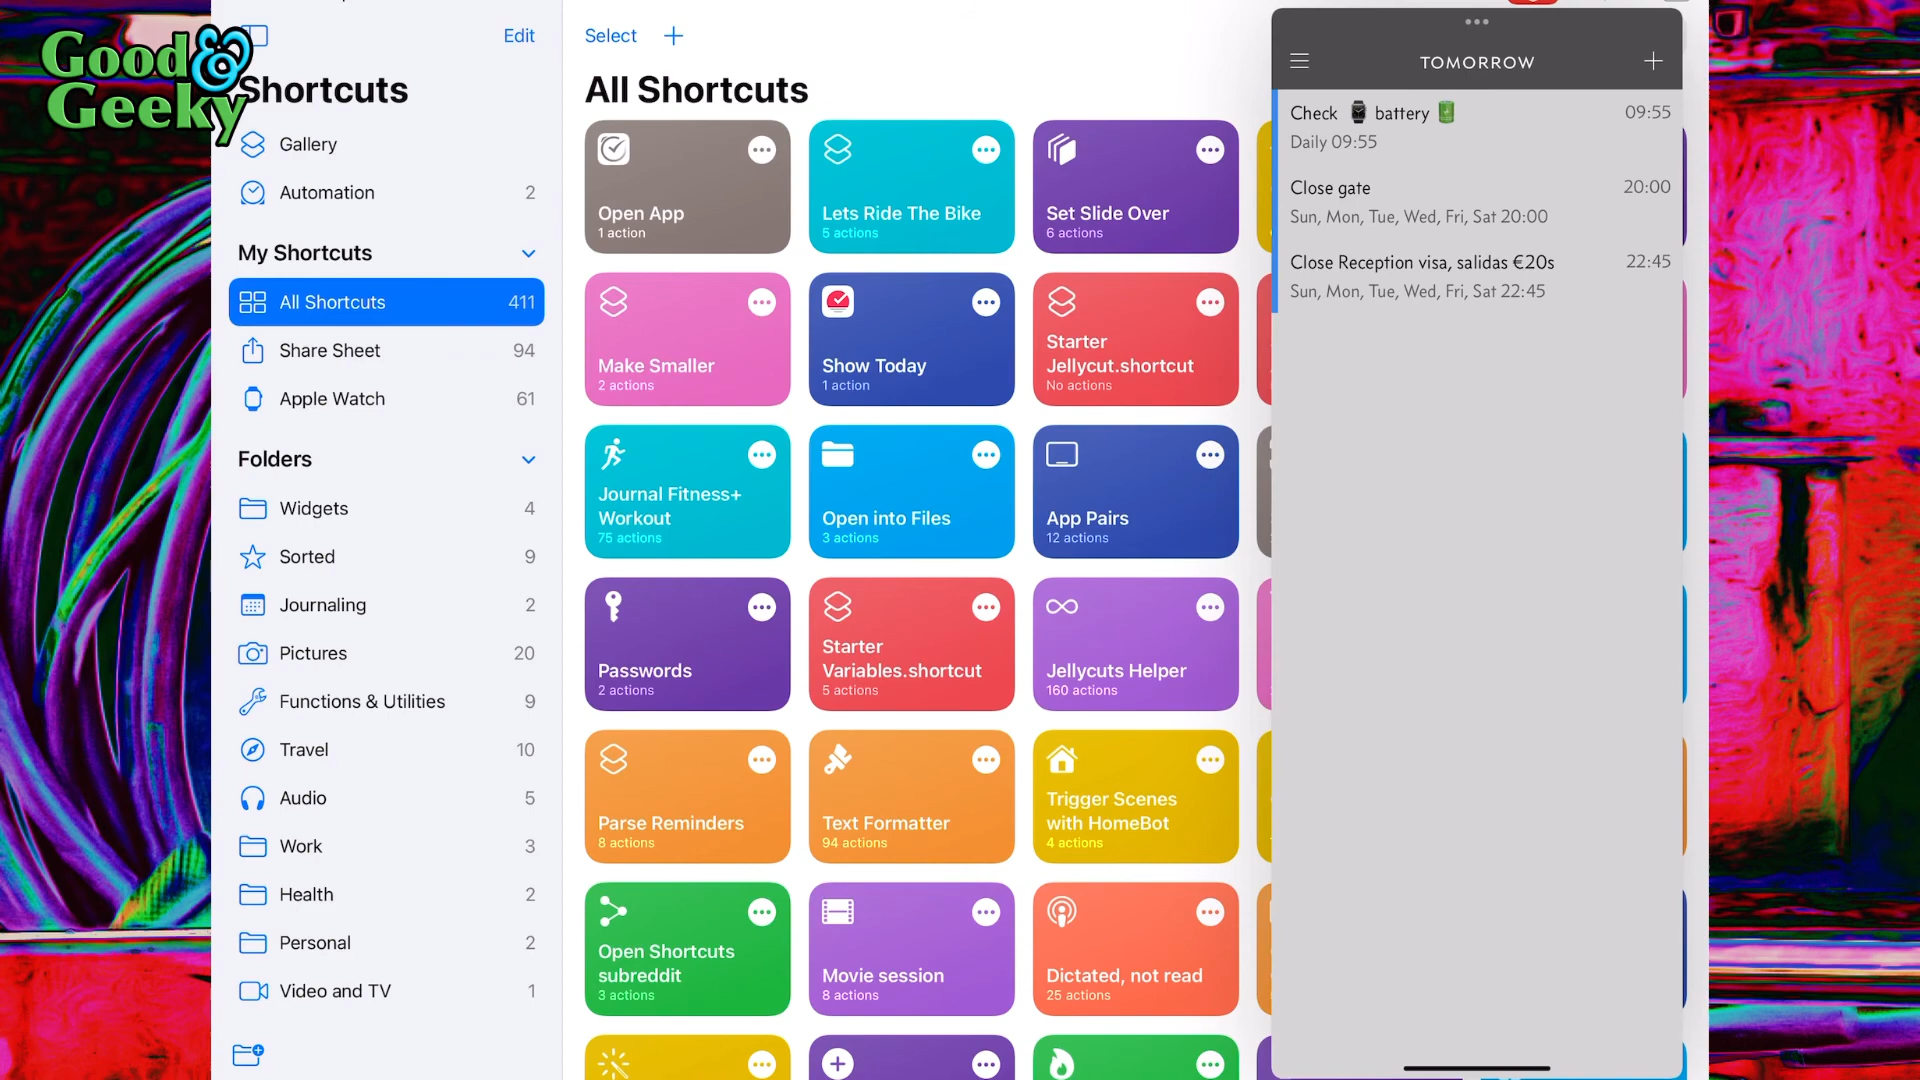 Good &
Geeky
Edit
Shortcuts
Gallery
Automation 2
My Shortcuts
All Shortcuts 411
Share Sheet 94
Apple Watch 61
Folders
Widgets 4
Sorted 9
Journaling 2
Pictures 20
Functions & Utilities 9
Travel 10
Audio 5
Work 3
Health 2
Personal 2
Video and TV 1
Select
All Shortcuts
Open App
1 action
Lets Ride The Bike
5 actions
Set Slide Over
6 actions
Make Smaller
2 actions
Show Today
1 action
Starter
Jellycut.shortcut
No actions
Journal Fitness+
Workout
75 actions
Open into Files
3 actions
App Pairs
12 actions
Passwords
2 actions
Starter
Variables.shortcut
5 actions
Jellycuts Helper
160 actions
Parse Reminders
8 actions
Text Formatter
94 actions
Trigger Scenes
with HomeBot
4 actions
Open Shortcuts
subreddit
3 actions
Movie session
8 actions
Dictated, not read
25 actions
TOMORROW
Check ⌚ battery 🔋 09:55
Daily 09:55
Close gate 20:00
Sun, Mon, Tue, Wed, Fri, Sat 20:00
Close Reception visa, salidas €20s 22:45
Sun, Mon, Tue, Wed, Fri, Sat 22:45